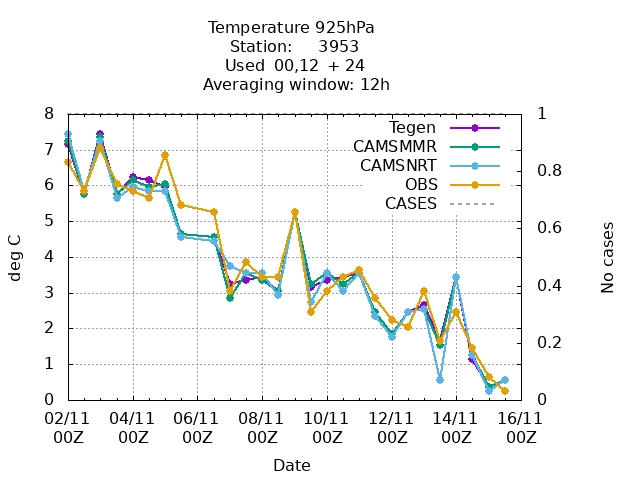 Temperature 925hPa
Station: 3953
Used 00,12 + 24
Averaging window: 12h
8 1
Tegen
7
CAMSMMR
0.8
CAMSNRT
6
OBS
CASES
5 0.6
deg C
No cases
4
0.4
3
2
0.2
1
0 0
02/11 04/11 06/11 08/11 10/11 12/11 14/11 16/11
00Z 00Z 00Z 00Z 00Z 00Z 00Z 00Z
Date